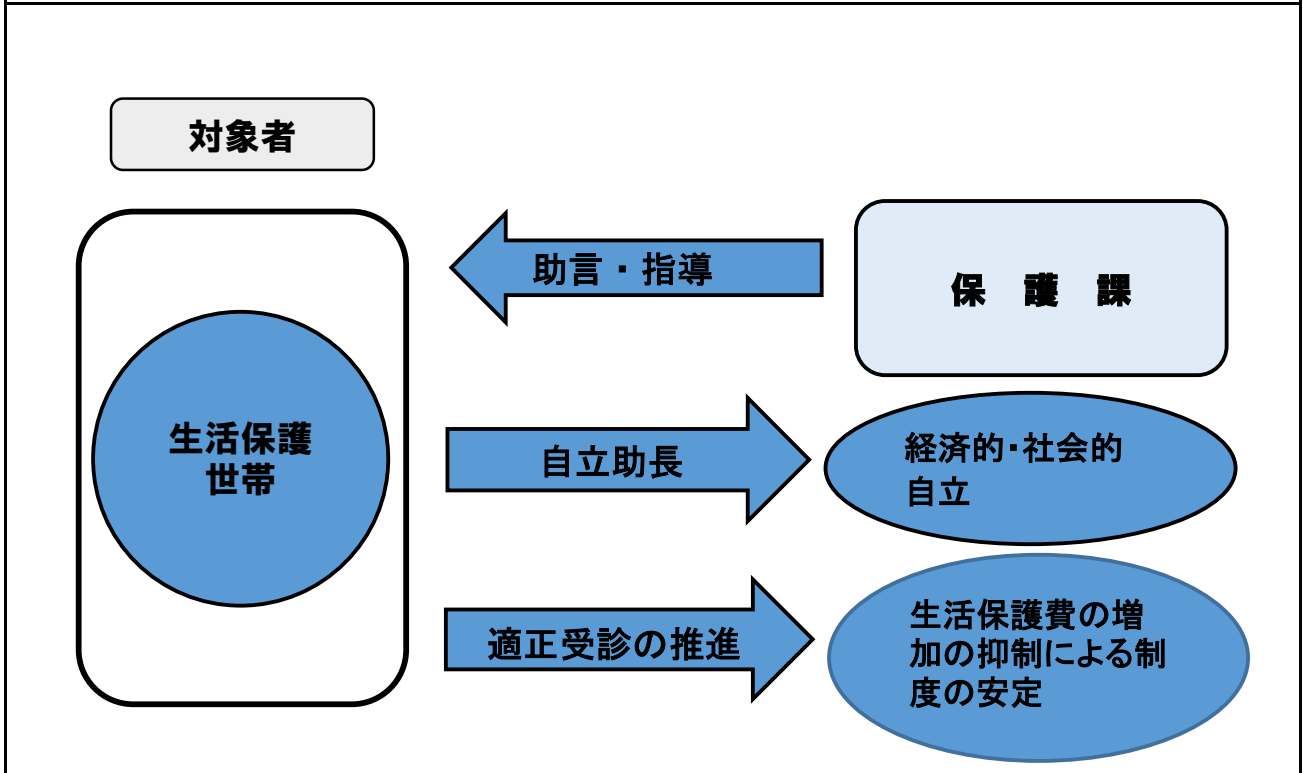 対象者
助言・指導
保　護　課
生活保護
世帯
自立助長
経済的・社会的
自立
適正受診の推進
生活保護費の増
加の抑制による制
度の安定